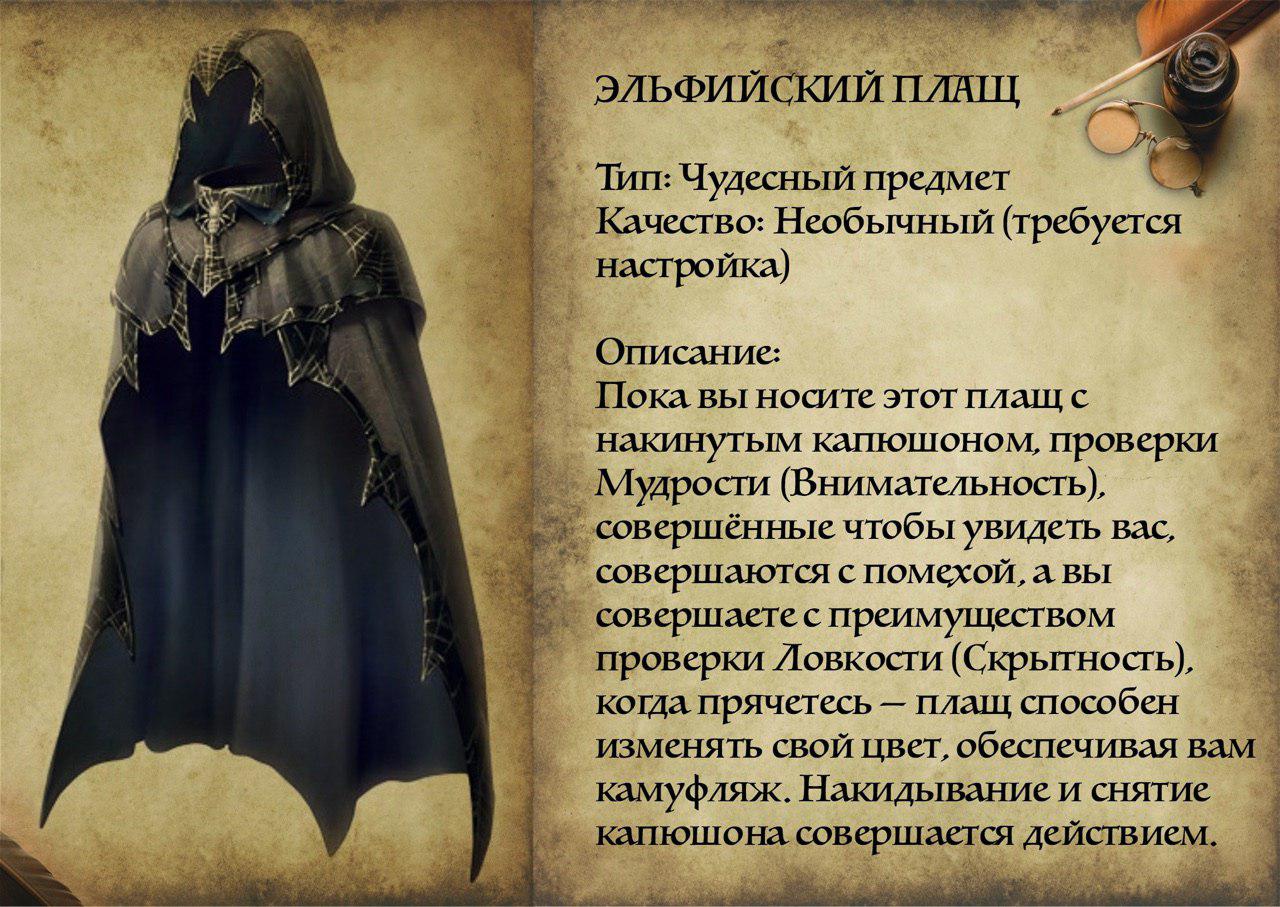 ЭЛЬФИЙСКИЙ ПЛАЩ
Тип: Чудесный предмет
Качество: Необычный (требуется
настройка)
Описание:
Пока вы носите этот плащ с
накинутым капюшоном, проверки
Мудрости (Внимательность),
совершённые чтобы увидеть вас,
совершаются с помехой, а вы
совершаете с преимуществом
проверки Ловкости (Скрытность),
когда прячетесь — плащ способен
изменять свой цвет, обеспечивая вам
камуфляж. Накидывание и снятие
капюшона совершается действием.